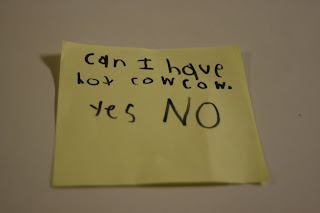 can I have
hot cowcow.
yes NO